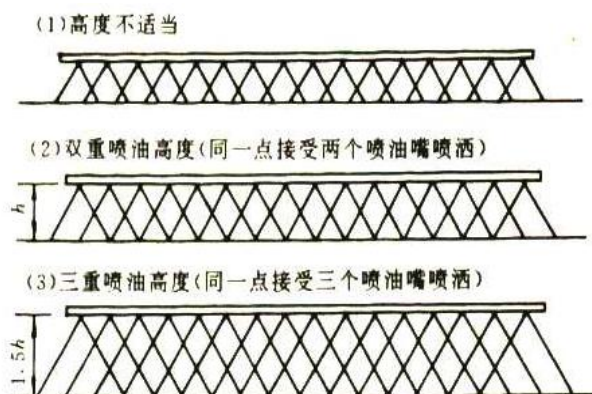 (1)高度不适当
(2)双重喷油高度(同一点接受两个喷油嘴喷洒)
h
(3)三重喷油高度(同一点接受三个喷油嘴喷洒)
1.5h